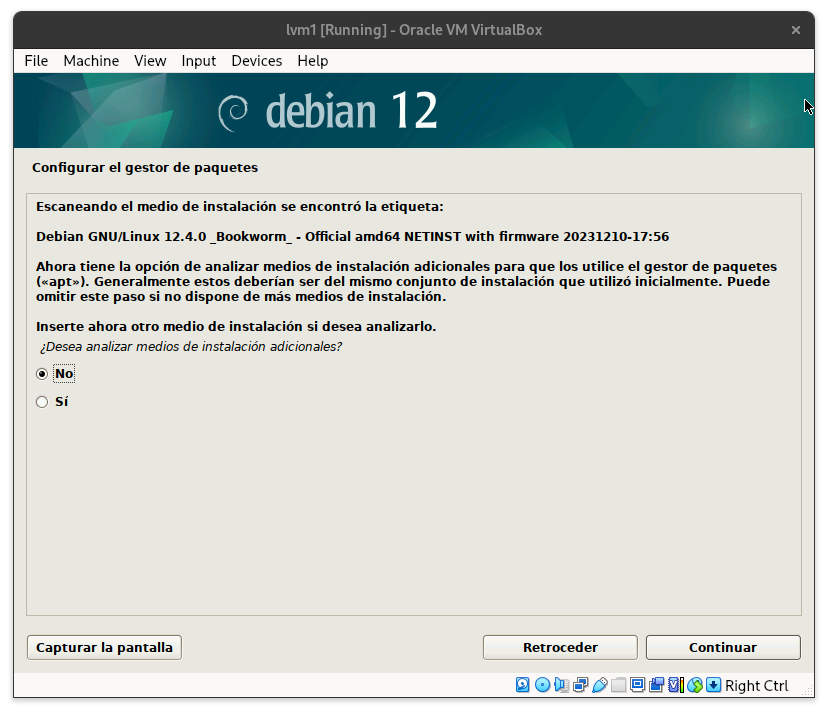 lvm1 [Running] - Oracle VM VirtualBox
File Machine View Input Devices Help
debian 12
Configurar el gestor de paquetes
Escaneando el medio de instalación se encontró la etiqueta:
Debian GNU/Linux 12.4.0 _Bookworm_ - Official amd64 NETINST with firmware 20231210-17:56
Ahora tiene la opción de analizar medios de instalación adicionales para que los utilice el gestor de paquetes
(«apt»). Generalmente estos deberían ser del mismo conjunto de instalación que utilizó inicialmente. Puede
omitir este paso si no dispone de más medios de instalación.
Inserte ahora otro medio de instalación si desea analizarlo.
¿Desea analizar medios de instalación adicionales?
No
Sí
Capturar la pantalla Retroceder Continuar
Right Ctrl